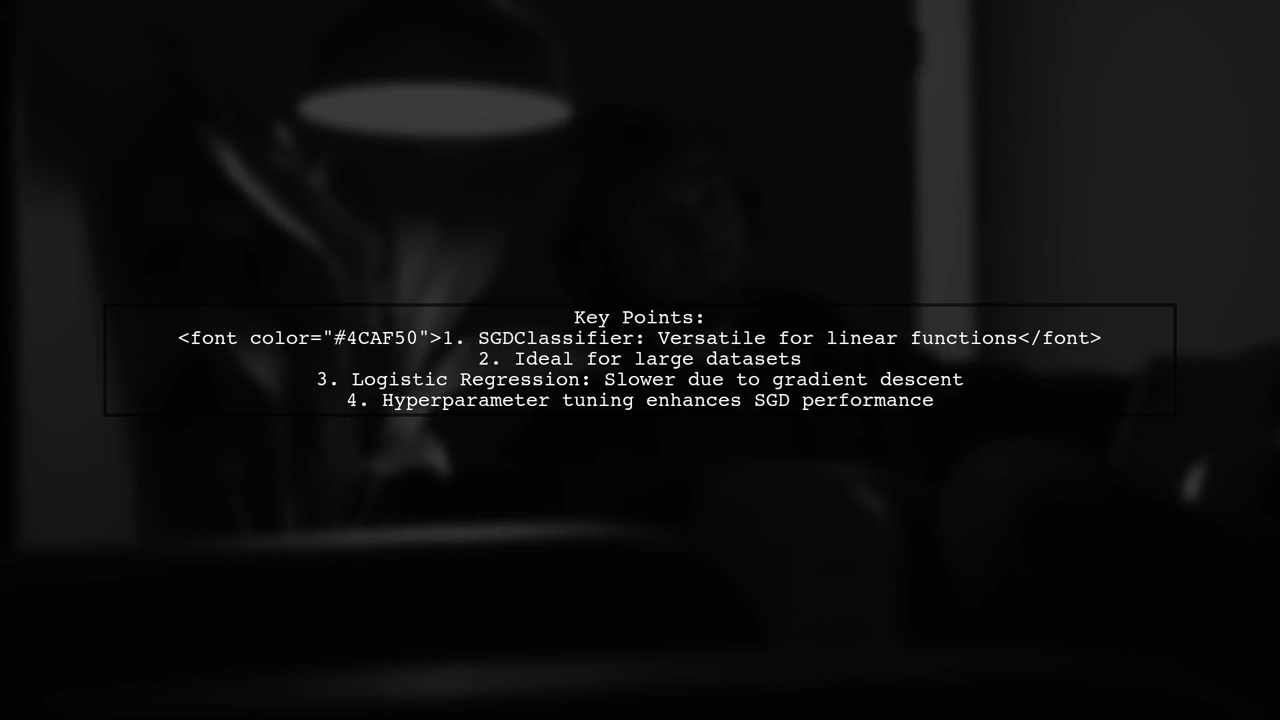 Key Points:
<font color="#4CAF50">1. SGDClassifier: Versatile for linear functions</font>
2. Ideal for large datasets
3. Logistic Regression: Slower due to gradient descent
4. Hyperparameter tuning enhances SGD performance